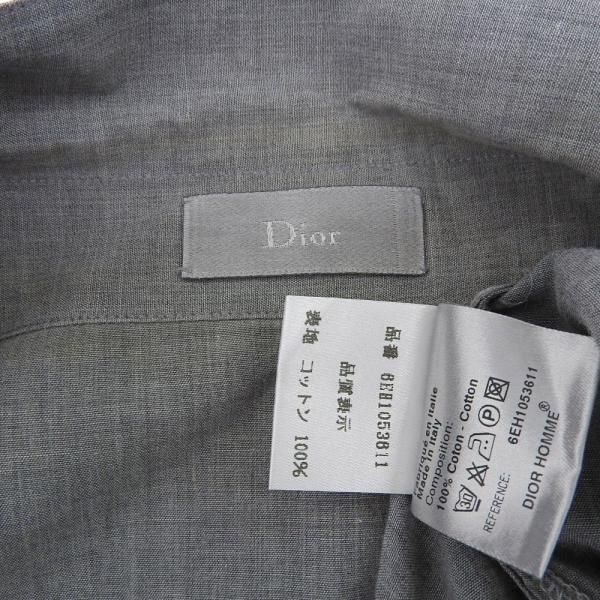 Dior
品番 6EH1053611
品質表示
表地 コットン 100%
Fabriqué en Italie
Made in Italy
Composition:
100% Coton - Cotton
30
P
REFERENCE: 6EH1053611
DIOR HOMME®